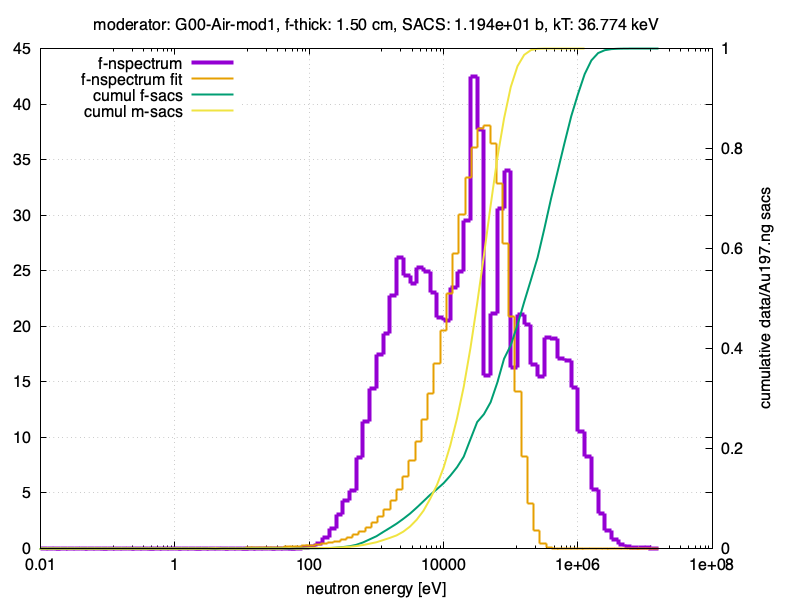 moderator: G00-Air-mod1, f-thick: 1.50 cm, SACS: 1.194e+01 b, kT: 36.774 keV
f-nspectrum
f-nspectrum fit
cumul f-sacs
cumul m-sacs
45
40
35
30
25
20
15
10
5
0
1
0.8
0.6
0.4
0.2
0
cumulative data/Au197.ng sacs
0.01
1
100
10000
1e+06
1e+08
neutron energy [eV]